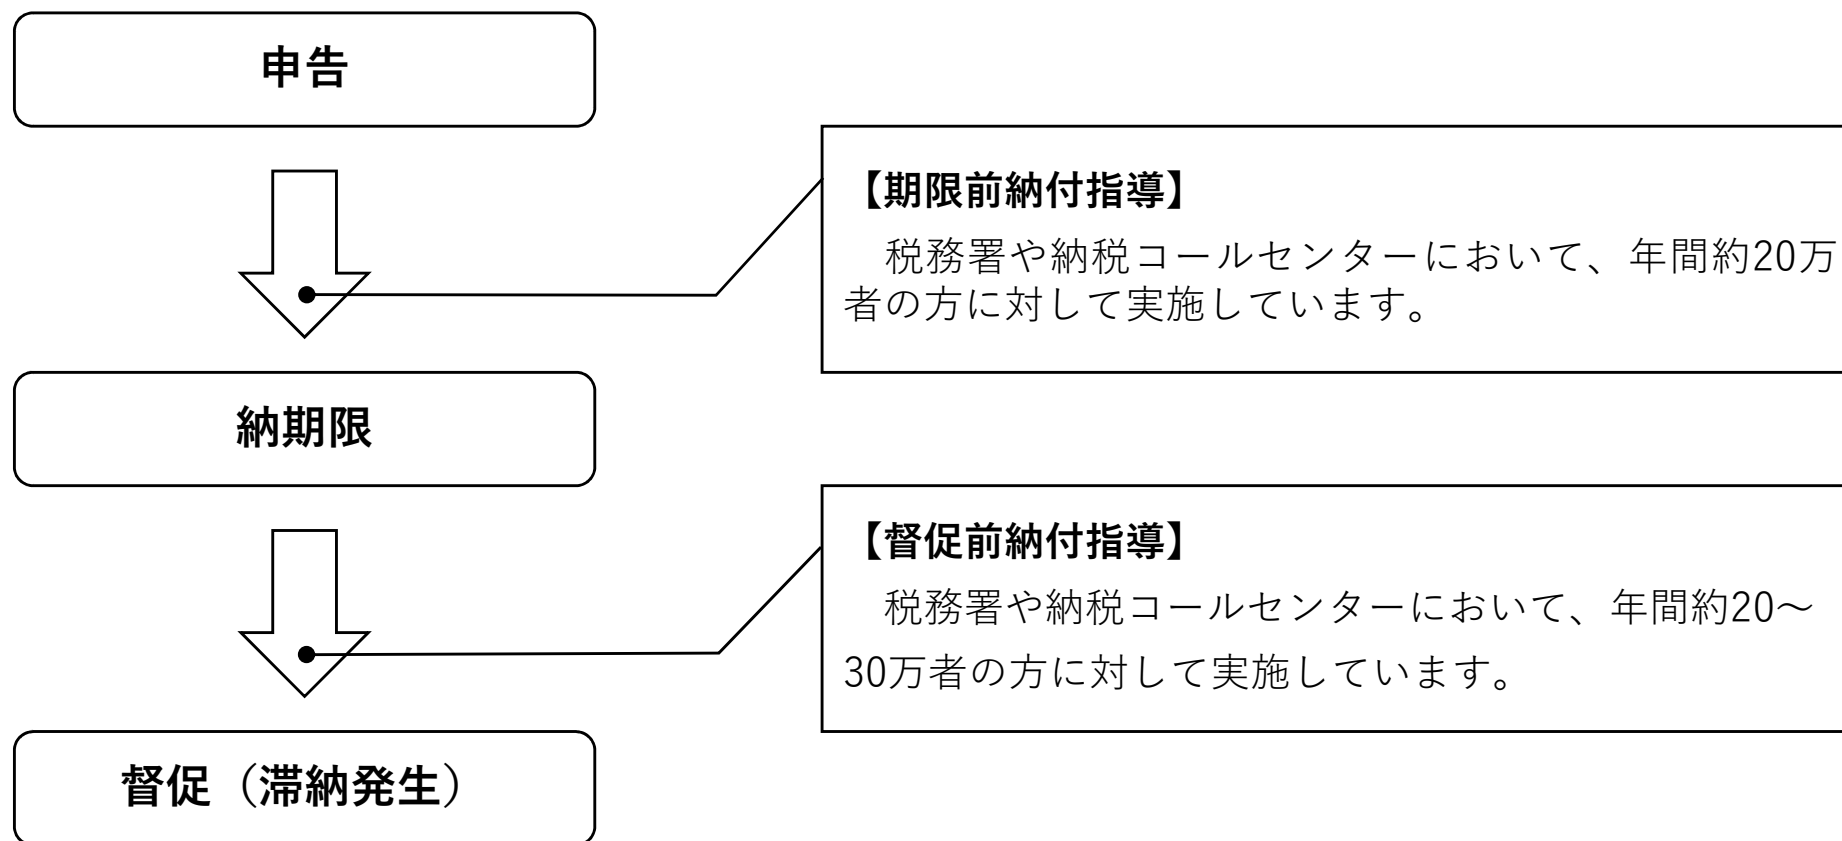 申告
【期限前納付指導】
税務署や納税コールセンターにおいて、年間約20万
者の方に対して実施しています。
納期限
【督促前納付指導】
税務署や納税コールセンターにおいて、年間約20～
30万者の方に対して実施しています。
督促（滞納発生）